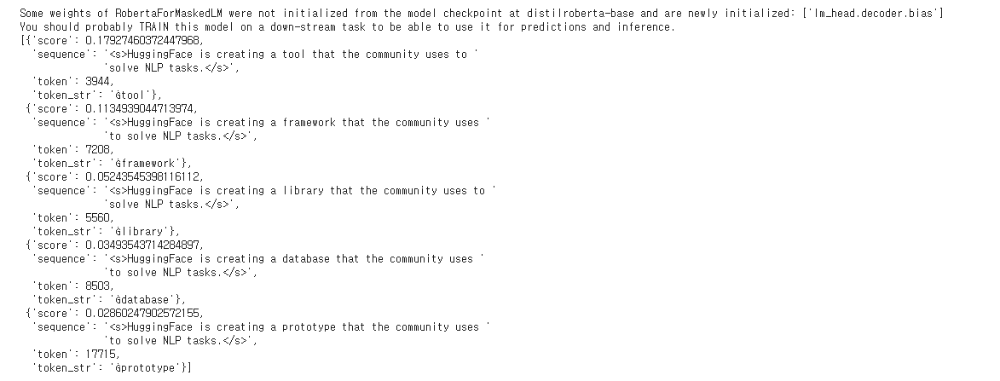 Some weights of RobertaForMaskedLM were not initialized from the model checkpoint at distilroberta-base and are newly initialized: ['lm_head.decoder.bias']
You should probably TRAIN this model on a down-stream task to be able to use it for predictions and inference.
[{'score': 0.17927460372447968,
'sequence': '<s>HuggingFace is creating a tool that the community uses to '
'solve NLP tasks.</s>',
'token': 3944,
'token_str': 'Ġtool'},
{'score': 0.1134939044713974,
'sequence': '<s>HuggingFace is creating a framework that the community uses '
'to solve NLP tasks.</s>',
'token': 7208,
'token_str': 'Ġframework'},
{'score': 0.05243545398116112,
'sequence': '<s>HuggingFace is creating a library that the community uses to '
'solve NLP tasks.</s>',
'token': 5560,
'token_str': 'Ġlibrary'},
{'score': 0.03493543714284897,
'sequence': '<s>HuggingFace is creating a database that the community uses '
'to solve NLP tasks.</s>',
'token': 8503,
'token_str': 'Ġdatabase'},
{'score': 0.02860247902572155,
'sequence': '<s>HuggingFace is creating a prototype that the community uses '
'to solve NLP tasks.</s>',
'token': 17715,
'token_str': 'Ġprototype'}]